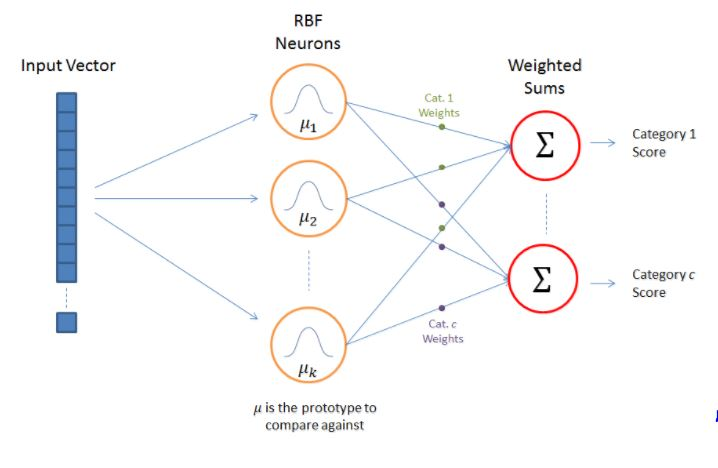 RBF
Neurons
Input Vector
Weighted
Sums
Cat. 1
Weights
μ1
Σ
Category 1
Score
μ2
Σ
Category c
Score
Cat. c
Weights
μk
μ is the prototype to
compare against